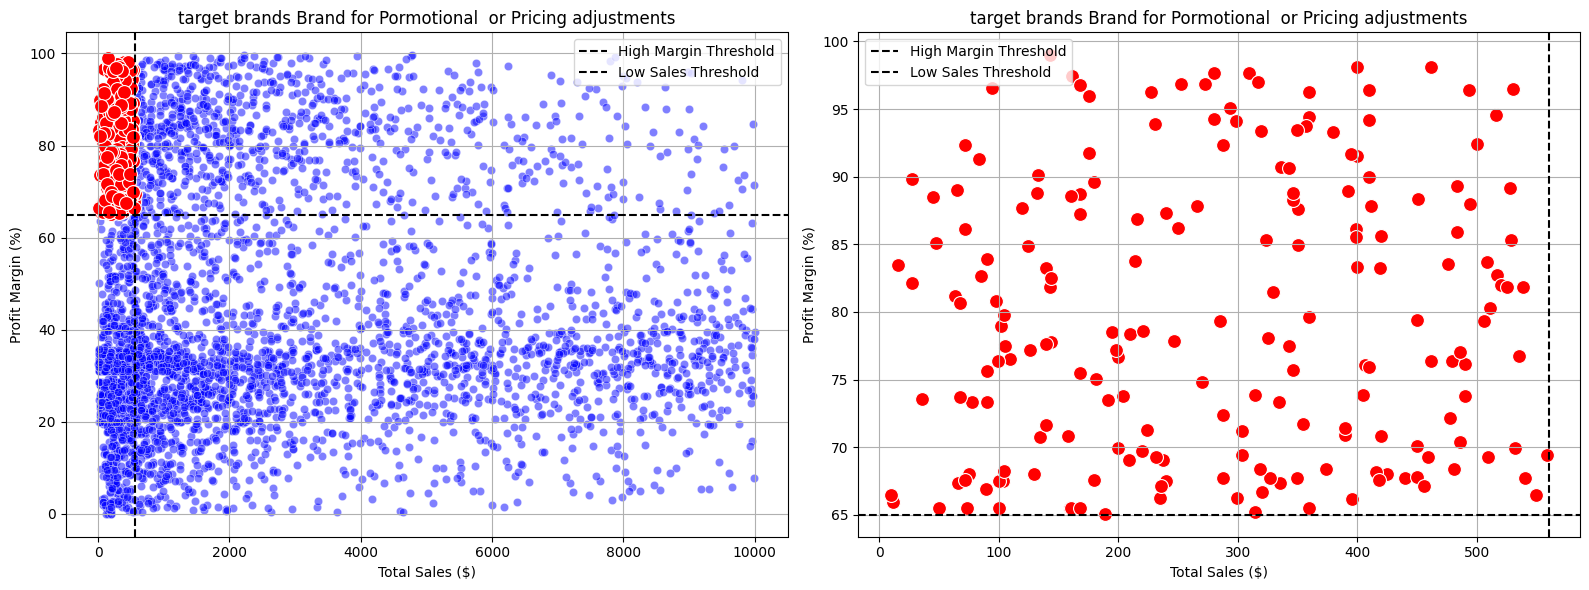 target brands Brand for Pormotional  or Pricing adjustments
High Margin Threshold
Low Sales Threshold
100
80
60
40
20
0
Profit Margin (%)
0
2000
4000
6000
8000
10000
Total Sales ($)
target brands Brand for Pormotional  or Pricing adjustments
High Margin Threshold
Low Sales Threshold
100
95
90
85
80
75
70
65
Profit Margin (%)
0
100
200
300
400
500
Total Sales ($)